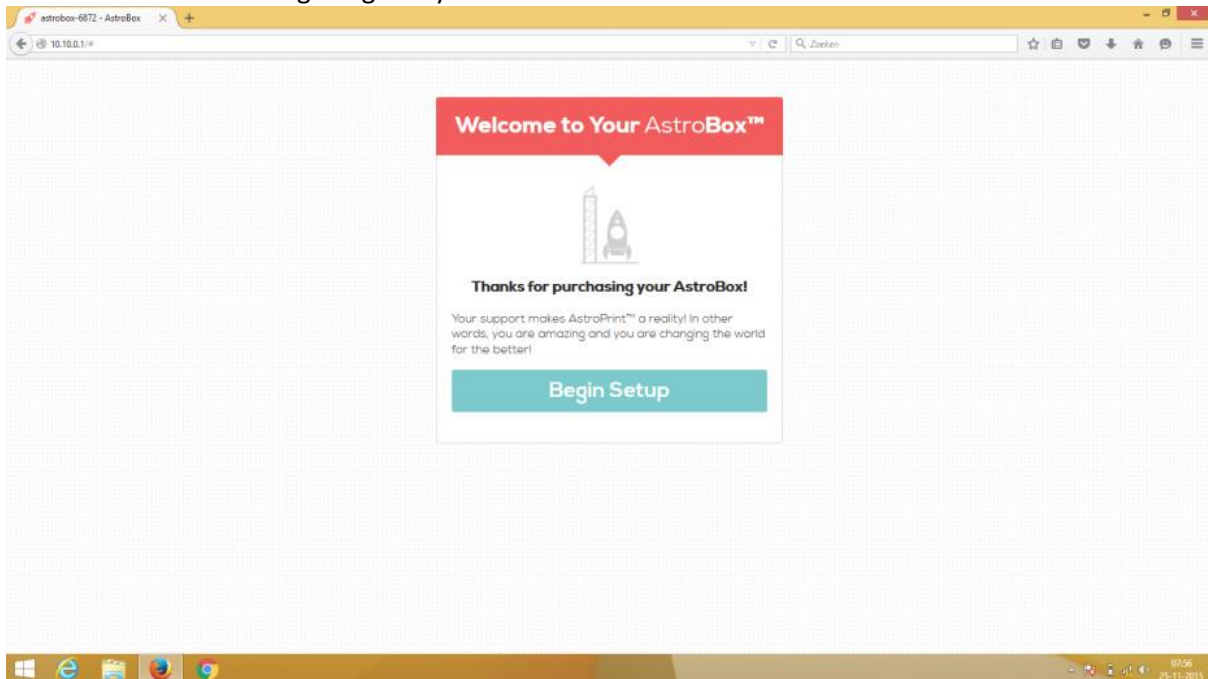 astrobox-6872 - AstroBox
10.10.0.1/#
Zoeken
Welcome to Your AstroBox™
Thanks for purchasing your AstroBox!
Your support makes AstroPrint™ a reality! In other
words, you are amazing and you are changing the world
for the better!
Begin Setup
07:56
25-11-2015